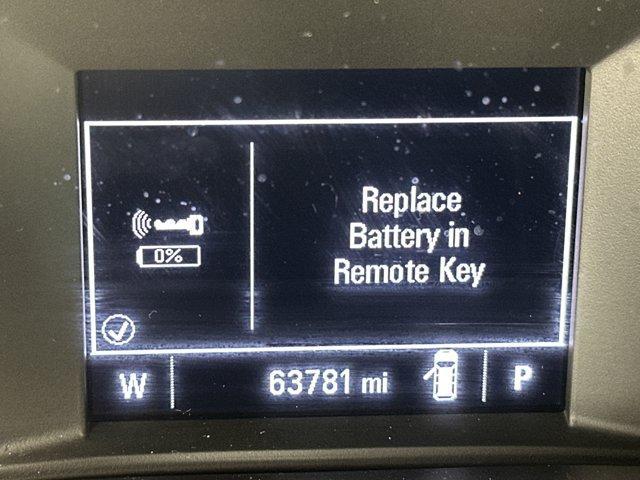 Replace
Battery in
Remote Key
0%
W
63781 mi
P